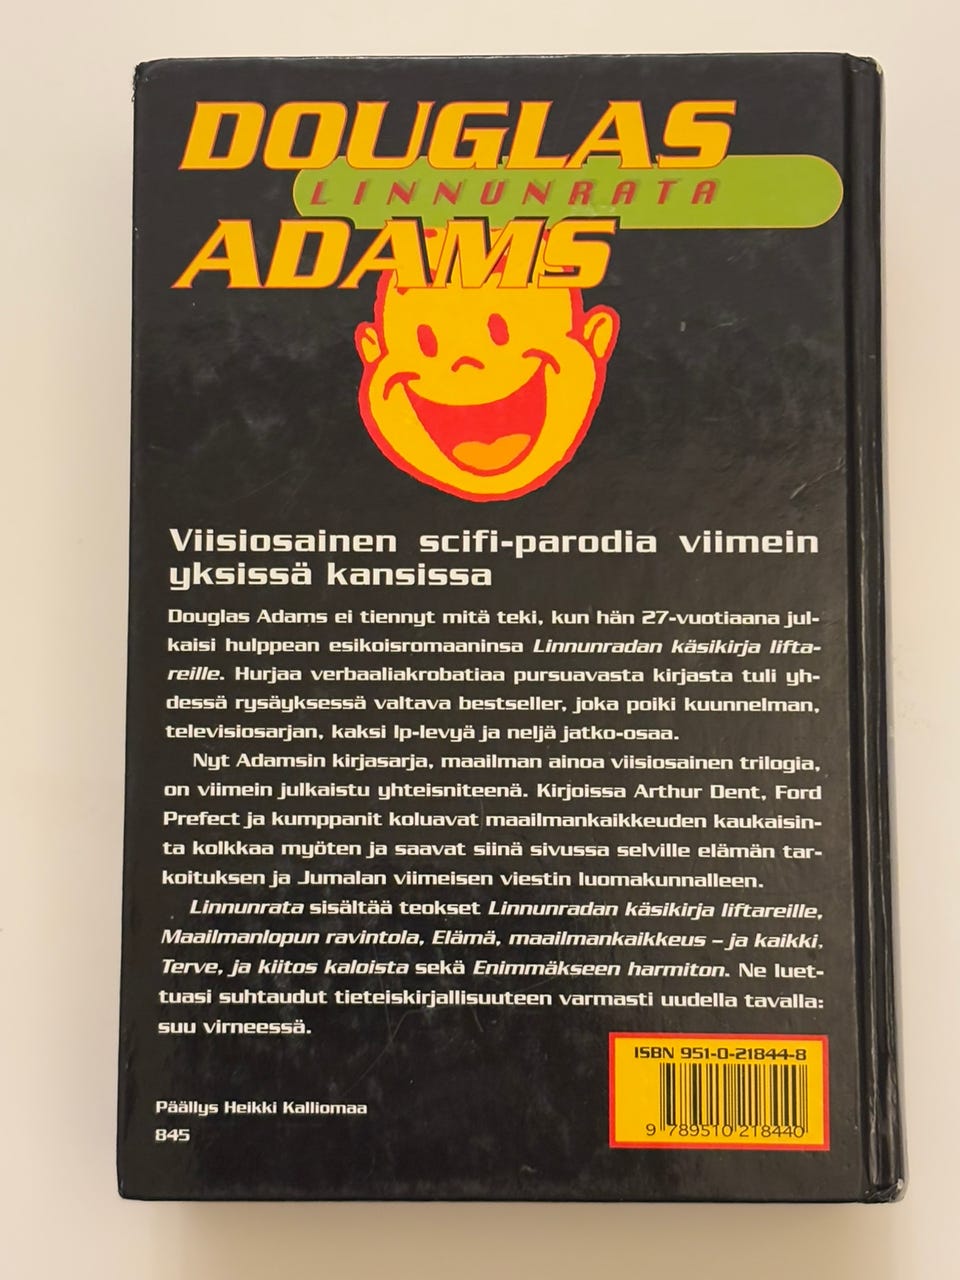 DOUGLAS
LINNUNRATA
ADAMS
Viisiosainen scifi-parodia viimein
yksissä kansissa
Douglas Adams ei tiennyt mitä teki, kun hän 27-vuotiaana jul-
kaisi hulppean esikoisromaaninsa Linnunradan käsikirja lifta-
reille. Hurjaa verbaaliakrobatiaa pursuavasta kirjasta tuli yh-
dessä rysäyksessä valtava bestseller, joka poiki kuunnelman,
televisiosarjan, kaksi lp-levyä ja neljä jatko-osaa.
Nyt Adamsin kirjasarja, maailman ainoa viisiosainen trilogia,
on viimein julkaistu yhteisniteenä. Kirjoissa Arthur Dent, Ford
Prefect ja kumppanit koluavat maailmankaikkeuden kaukaisin-
ta kolkkaa myöten ja saavat siinä sivussa selville elämän tar-
koituksen ja Jumalan viimeisen viestin luomakunnalleen.
Linnunrata sisältää teokset Linnunradan käsikirja liftareille,
Maailmanlopun ravintola, Elämä, maailmankaikkeus – ja kaikki,
Terve, ja kiitos kaloista sekä Enimmäkseen harmiton. Ne luet-
tuasi suhtaudut tieteiskirjallisuuteen varmasti uudella tavalla:
suu virneessä.
ISBN 951-0-21844-8
9 789510 218440
Päällys Heikki Kalliomaa
845